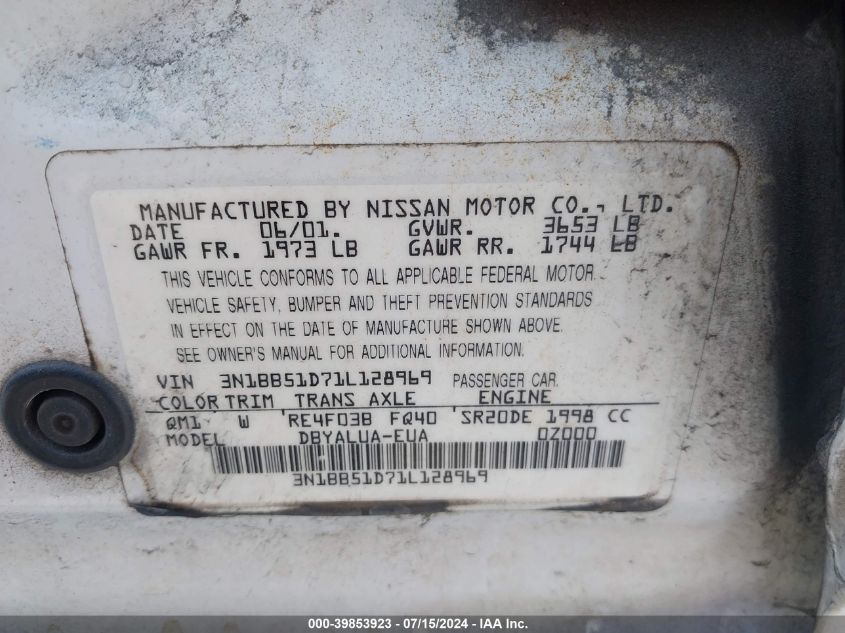 MANUFACTURED BY NISSAN MOTOR CO., LTD.
DATE 06/01. GVWR. 3653 LB
GAWR FR. 1973 LB GAWR RR. 1744 LB
THIS VEHICLE CONFORMS TO ALL APPLICABLE FEDERAL MOTOR
VEHICLE SAFETY, BUMPER AND THEFT PREVENTION STANDARDS
IN EFFECT ON THE DATE OF MANUFACTURE SHOWN ABOVE.
SEE OWNER'S MANUAL FOR ADDITIONAL INFORMATION.
VIN 3N1BB51D71L128969 PASSENGER CAR
COLOR TRIM TRANS AXLE ENGINE
QM1 W RE4F03B FQ40 SR20DE 1998 CC
MODEL DBYALUA-EUA 0Z000
3N1BB51D71L128969
000-39853923 - 07/15/2024 - IAA Inc.